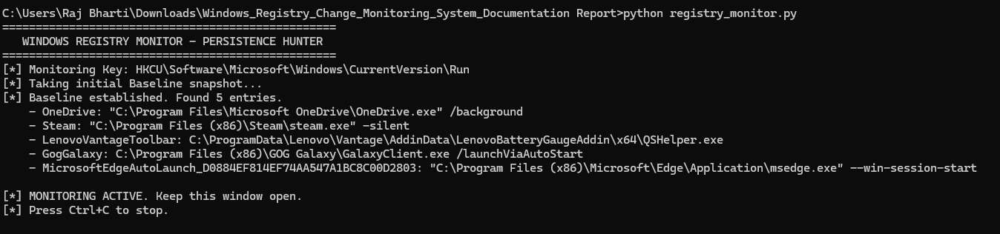 C:\Users\Raj Bharti\Downloads\Windows_Registry_Change_Monitoring_System_Documentation Report>python registry_monitor.py
==================================================
   WINDOWS REGISTRY MONITOR - PERSISTENCE HUNTER
==================================================
[*] Monitoring Key: HKCU\Software\Microsoft\Windows\CurrentVersion\Run
[*] Taking initial Baseline snapshot...
[*] Baseline established. Found 5 entries.
    - OneDrive: "C:\Program Files\Microsoft OneDrive\OneDrive.exe" /background
    - Steam: "C:\Program Files (x86)\Steam\steam.exe" -silent
    - LenovoVantageToolbar: C:\ProgramData\Lenovo\Vantage\AddinData\LenovoBatteryGaugeAddin\x64\QSHelper.exe
    - GogGalaxy: C:\Program Files (x86)\GOG Galaxy\GalaxyClient.exe /launchViaAutoStart
    - MicrosoftEdgeAutoLaunch_D0884EF814EF74AA547A1BC8C00D2803: "C:\Program Files (x86)\Microsoft\Edge\Application\msedge.exe" --win-session-start
[*] MONITORING ACTIVE. Keep this window open.
[*] Press Ctrl+C to stop.